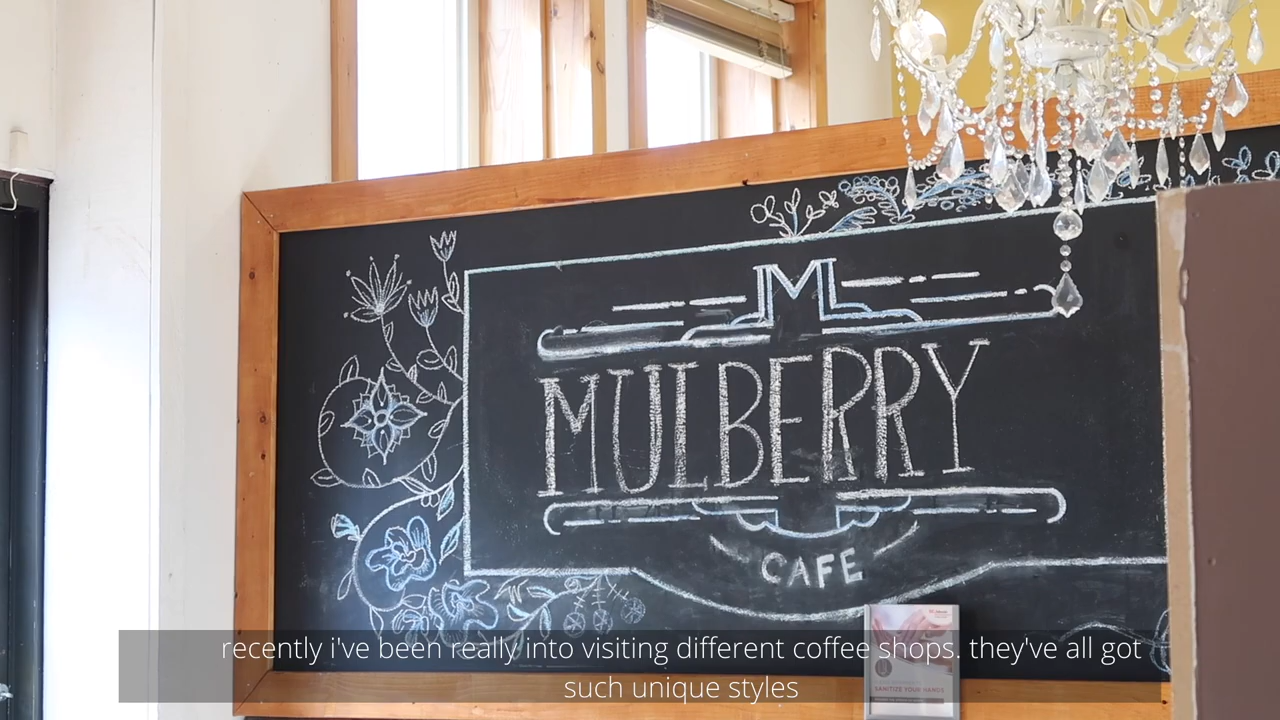 M
MULBERRY
CAFE
SANITIZE YOUR HANDS
recently i've been really into visiting different coffee shops. they've all got
such unique styles